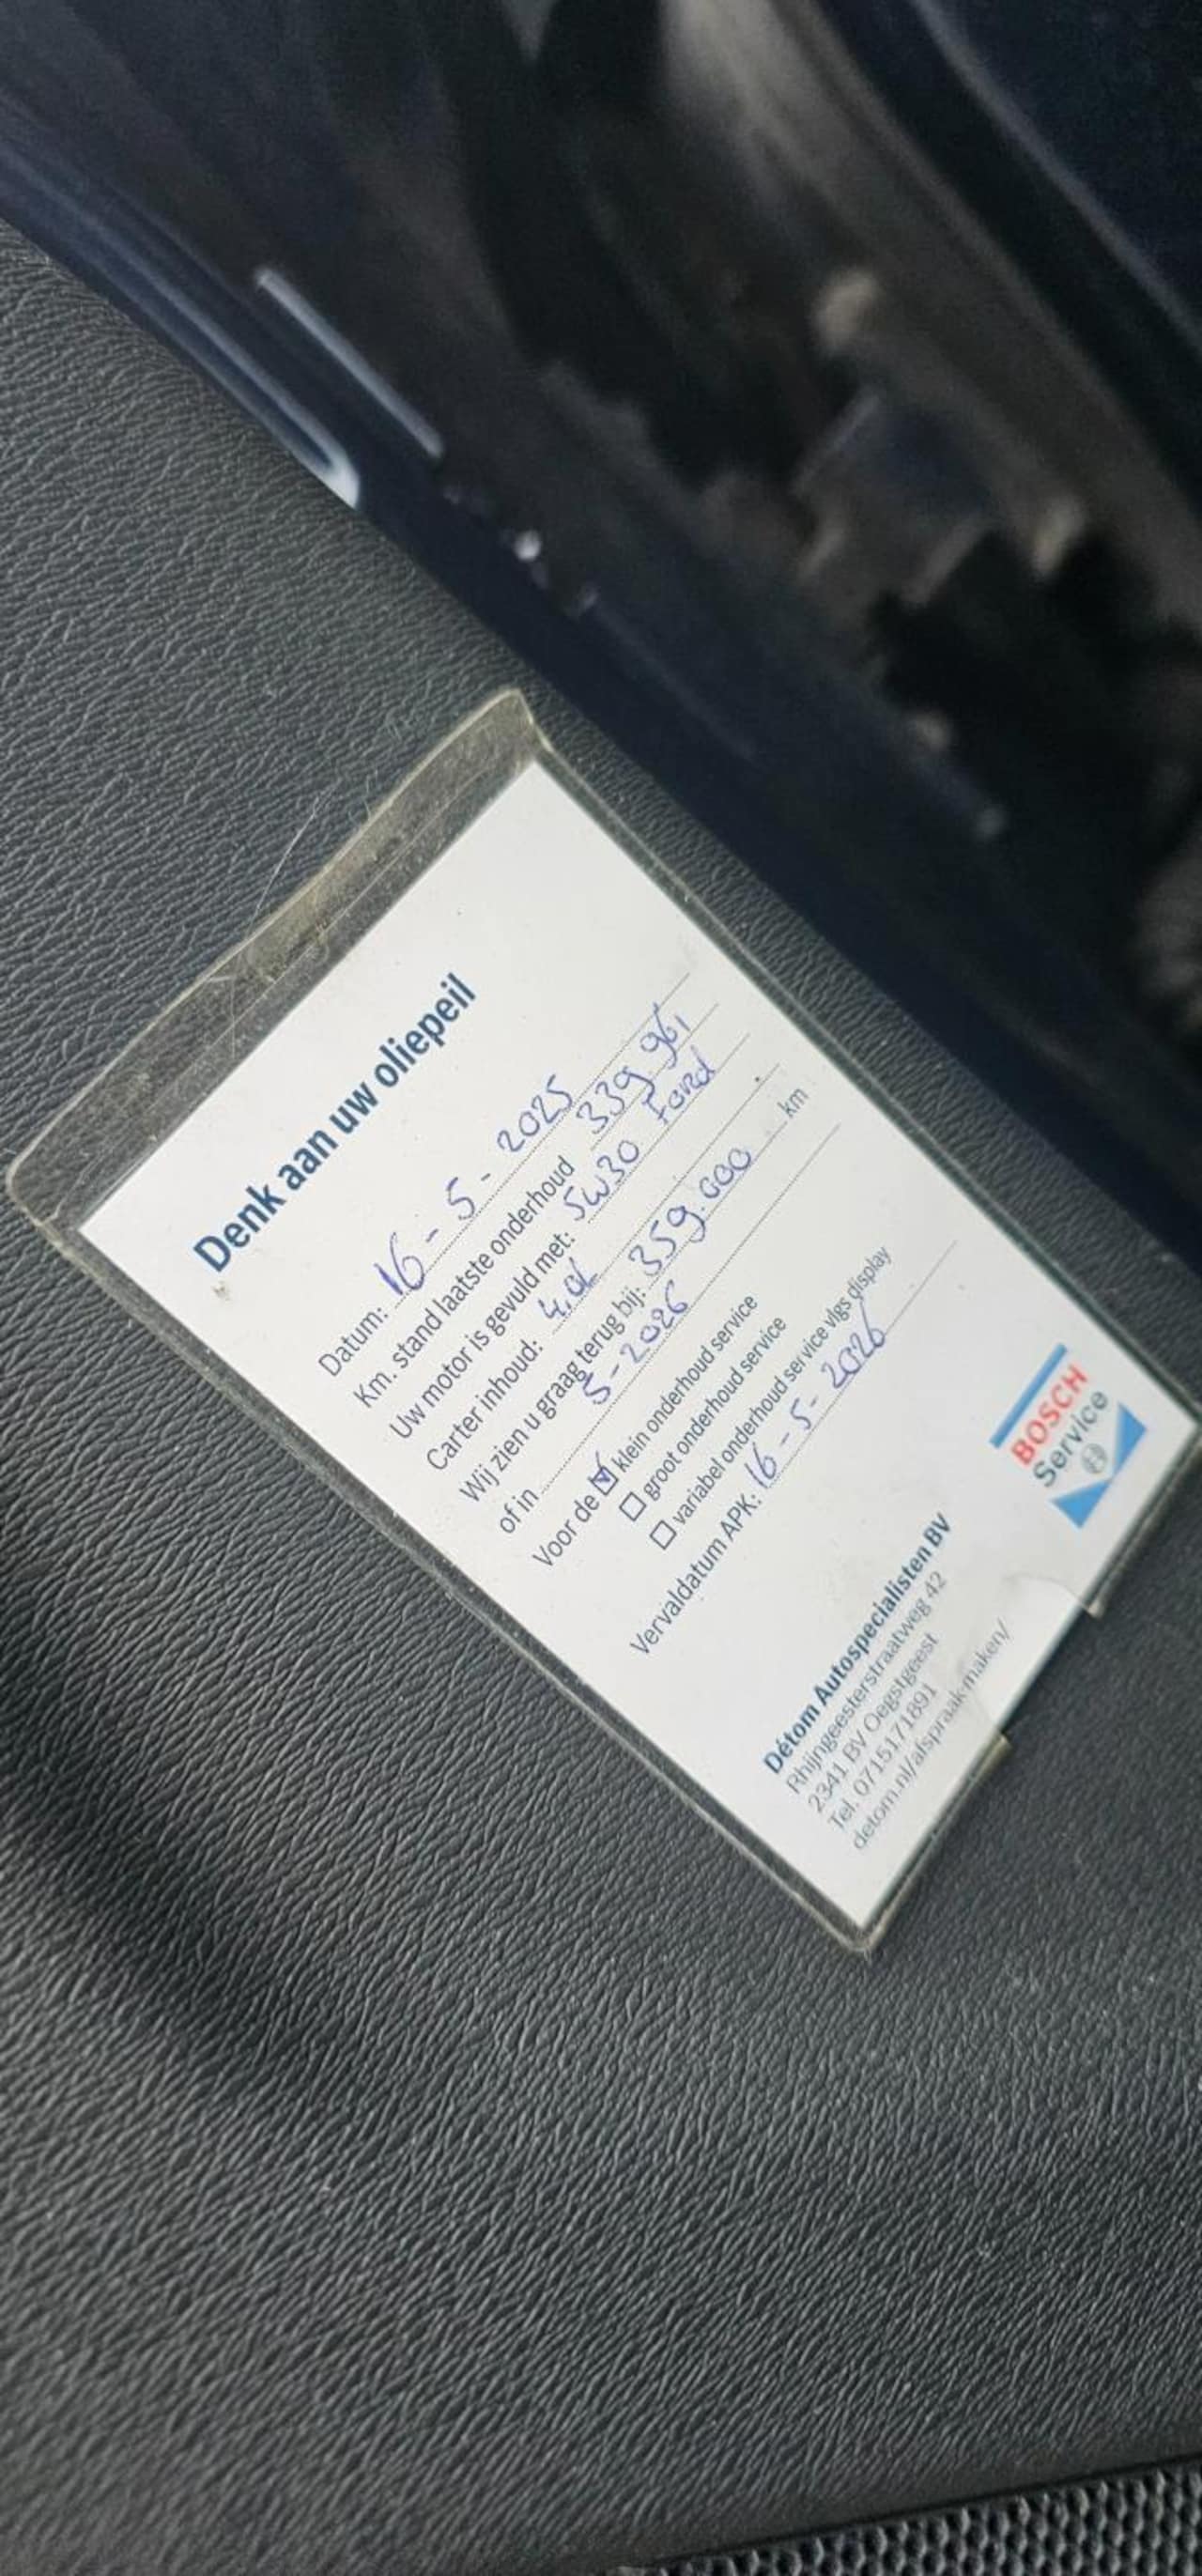 Denk aan uw oliepeil
Datum: 16-5-2025
Km. stand laatste onderhoud 339 961
Uw motor is gevuld met: 5W30 Ford
Carter inhoud: 4,0L
Wij zien u graag terug bij: 359.000 km
of in 5-2026
Voor de klein onderhoud service
groot onderhoud service
variabel onderhoud service vlgs display
Vervaldatum APK: 16-5-2026
Détom Autospecialisten BV
Rhijngeesterstraatweg 42
2341 BV Oegstgeest
Tel. 0715171891
detom.nl/afspraak-maken/
BOSCH
Service